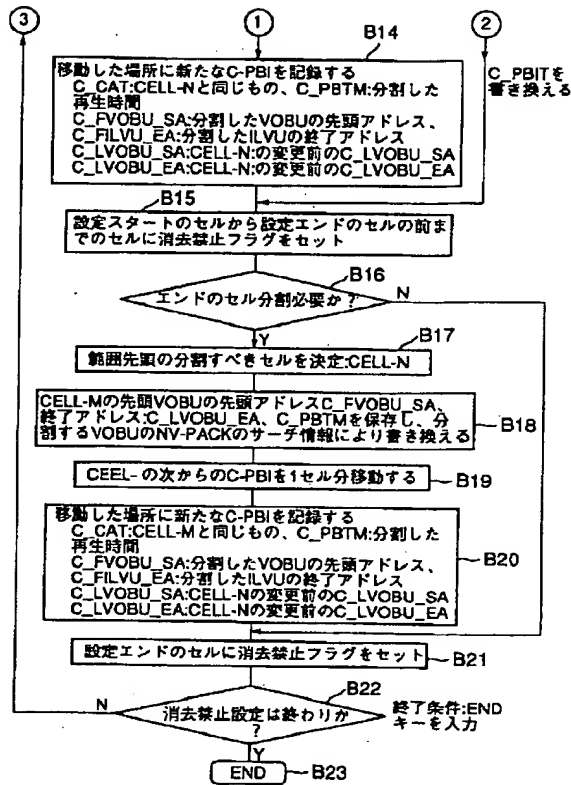 3
1
2
B14
移動した場所に新たなC-PBIを記録する
C_CAT:CELL-Nと同じもの、C_PBTM:分割した
再生時間
C_FVOBU_SA:分割したVOBUの先頭アドレス、
C_FILVU_EA:分割したILVUの終了アドレス
C_LVOBU_SA:CELL-N:の変更前のC_LVOBU_SA
C_LVOBU_EA:CELL-N:の変更前のC_LVOBU_EA
C_PBITを
書き換える
B15
設定スタートのセルから設定エンドのセルの前ま
でのセルに消去禁止フラグをセット
B16
エンドのセル分割必要か?
N
Y
B17
範囲先頭の分割すべきセルを決定:CELL-N
CELL-Mの先頭VOBUの先頭アドレスC_FVOBU_SA、
終了アドレス:C_LVOBU_EA、C_PBTMを保存し、分
割するVOBUのNV-PACKのサーチ情報により書き換える
B18
CEEL-の次からのC-PBIを1セル分移動する
B19
移動した場所に新たなC-PBIを記録する
C_CAT:CELL-Mと同じもの、C_PBTM:分割した
再生時間
C_FVOBU_SA:分割したVOBUの先頭アドレス、
C_FILVU_EA:分割したILVUの終了アドレス
C_LVOBU_SA:CELL-Nの変更前のC_LVOBU_SA
C_LVOBU_EA:CELL-Nの変更前のC_LVOBU_EA
B20
設定エンドのセルに消去禁止フラグをセット
B21
B22
N
消去禁止設定は終わりか
?
終了条件:END
キーを入力
Y
END
B23